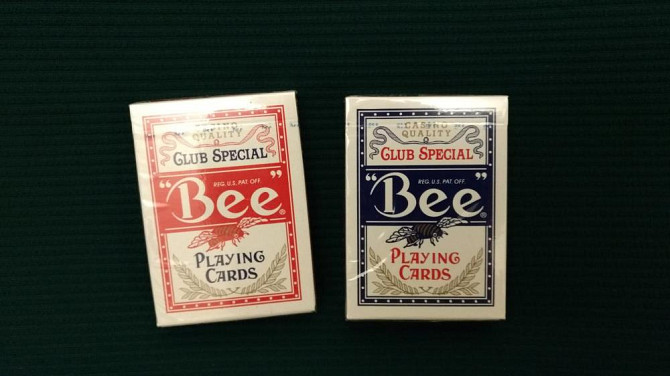 CASINO
QUALITY
CLUB SPECIAL
REG. U.S. PAT. OFF.
"Bee"®
PLAYING
CARDS
CASINO
QUALITY
CLUB SPECIAL
REG. U.S. PAT. OFF.
"Bee"®
PLAYING
CARDS